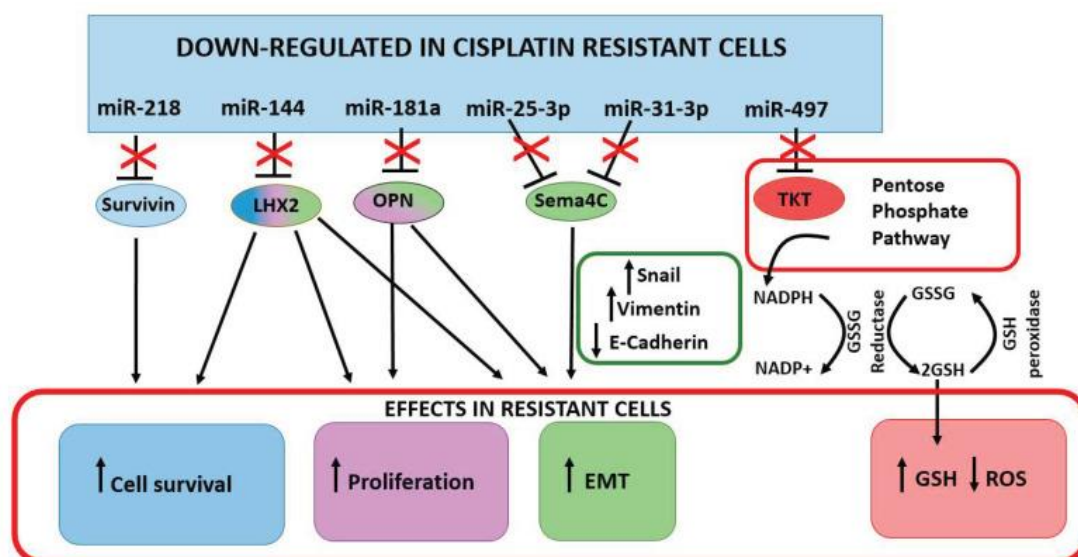 DOWN-REGULATED IN CISPLATIN RESISTANT CELLS
miR-218 miR-144 miR-181a miR-25-3p miR-31-3p miR-497
Survivin
LHX2
OPN
Sema4C
TKT
Pentose
Phosphate
Pathway
Snail
Vimentin
E-Cadherin
NADPH
NADP+
GSSG
Reductase
GSSG
2GSH
GSH
peroxidase
EFFECTS IN RESISTANT CELLS
Cell survival
Proliferation
EMT
GSH ROS